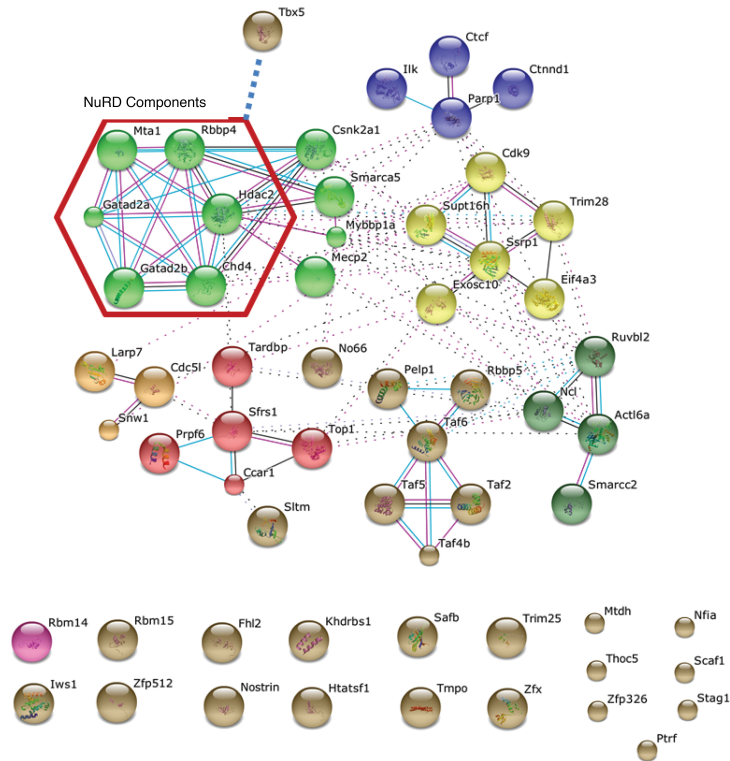 Tbx5
Ctcf
Ilk
Ctnnd1
Parp1
NuRD Components
Mta1
Rbbp4
Csnk2a1
Cdk9
Smarca5
Hdac2
Gatad2a
Supt16h
Trim28
Mybbp1a
Ssrp1
Gatad2b
Chd4
Mecp2
Exosc10
Eif4a3
Larp7
Cdc5l
Tardbp
No66
Pelp1
Rbbp5
Ruvbl2
Ncl
Snw1
Sfrs1
Actl6a
Prpf6
Top1
Taf6
Ccar1
Taf5
Taf2
Smarcc2
Sltm
Taf4b
Rbm14
Rbm15
Fhl2
Khdrbs1
Safb
Trim25
Mtdh
Nfia
Thoc5
Scaf1
Iws1
Zfp512
Nostrin
Htatsf1
Tmpo
Zfx
Zfp326
Stag1
Ptrf